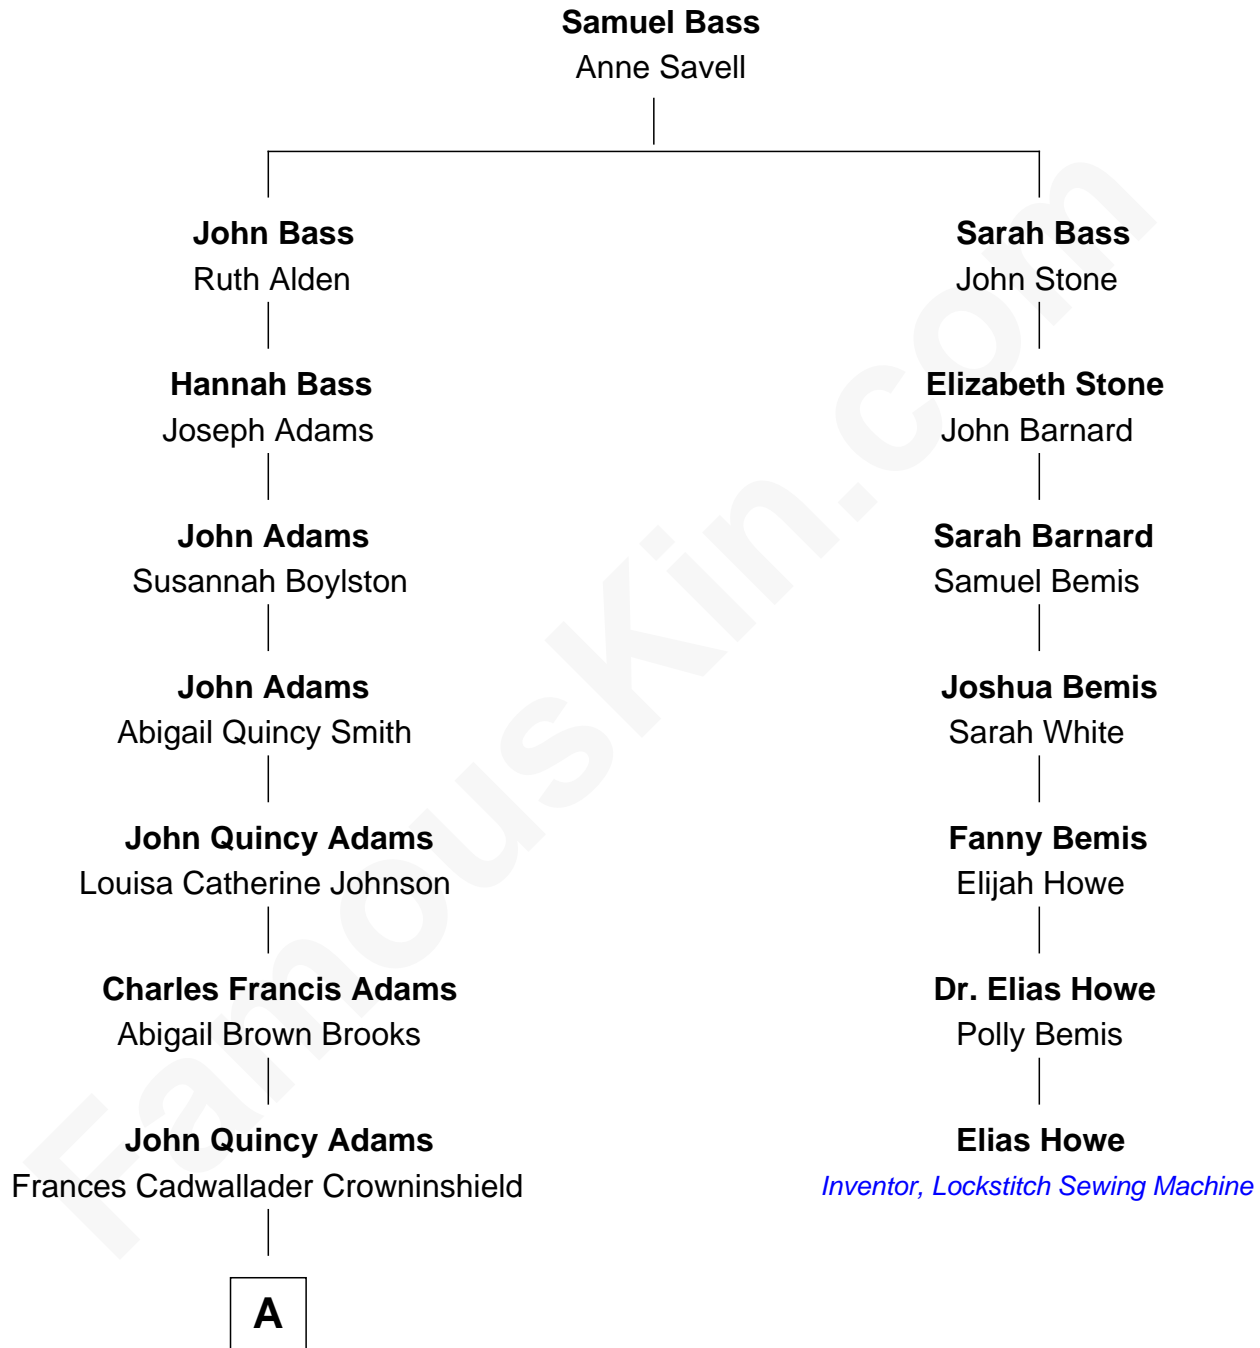 Samuel Bass
Anne Savell
John Bass
Ruth Alden
Sarah Bass
John Stone
Hannah Bass
Joseph Adams
Elizabeth Stone
John Barnard
John Adams
Susannah Boylston
Sarah Barnard
Samuel Bemis
John Adams
Abigail Quincy Smith
Joshua Bemis
Sarah White
John Quincy Adams
Louisa Catherine Johnson
Fanny Bemis
Elijah Howe
Charles Francis Adams
Abigail Brown Brooks
Dr. Elias Howe
Polly Bemis
John Quincy Adams
Frances Cadwallader Crowninshield
Elias Howe
Inventor, Lockstitch Sewing Machine
A
FamousKin.com